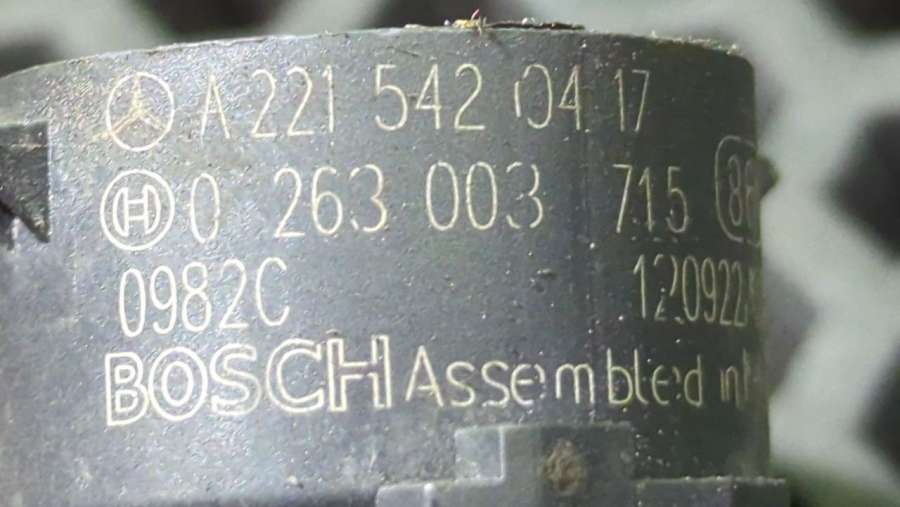 A 221 542 04 17
0 263 003 715
0982C 120922
BOSCH Assembled in